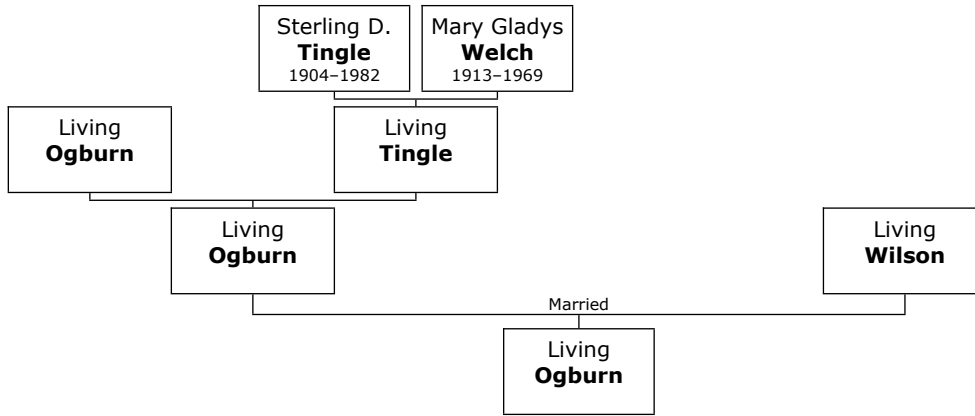 Sterling D.
Tingle
1904–1982
Mary Gladys
Welch
1913–1969
Living
Ogburn
Living
Tingle
Living
Ogburn
Living
Wilson
Married
Living
Ogburn